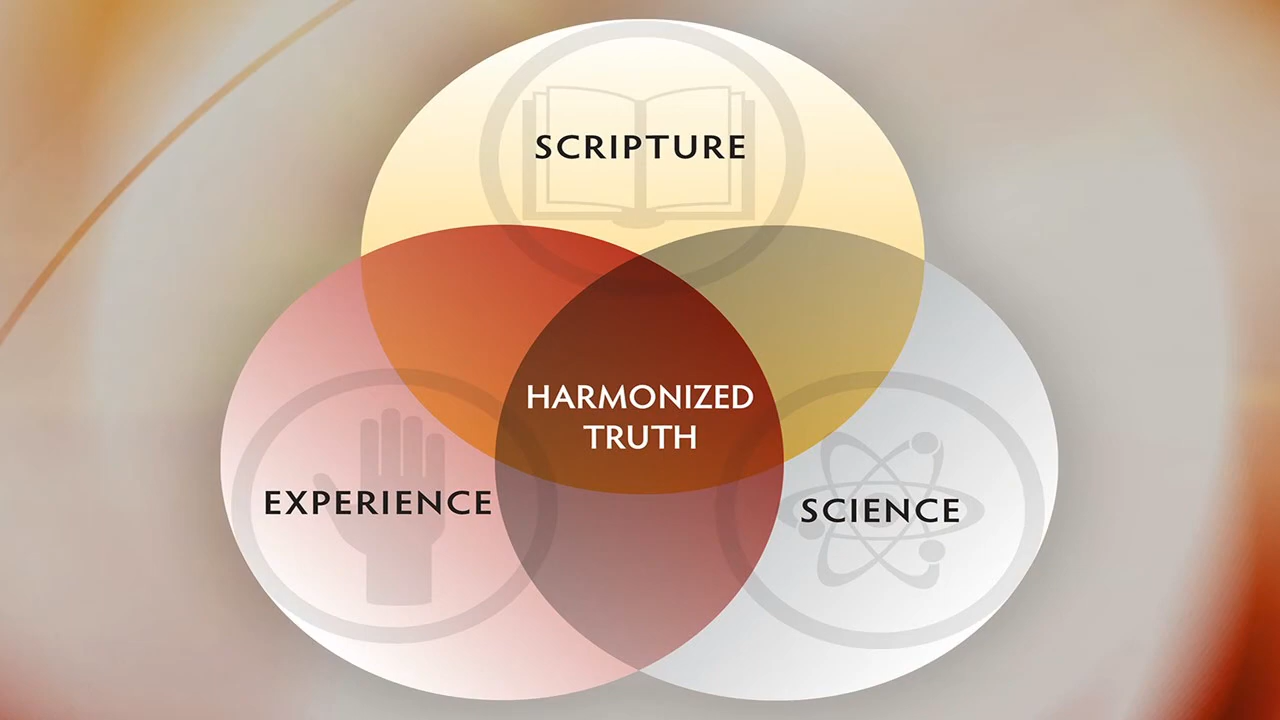 SCRIPTURE
HARMONIZED
TRUTH
EXPERIENCE
SCIENCE